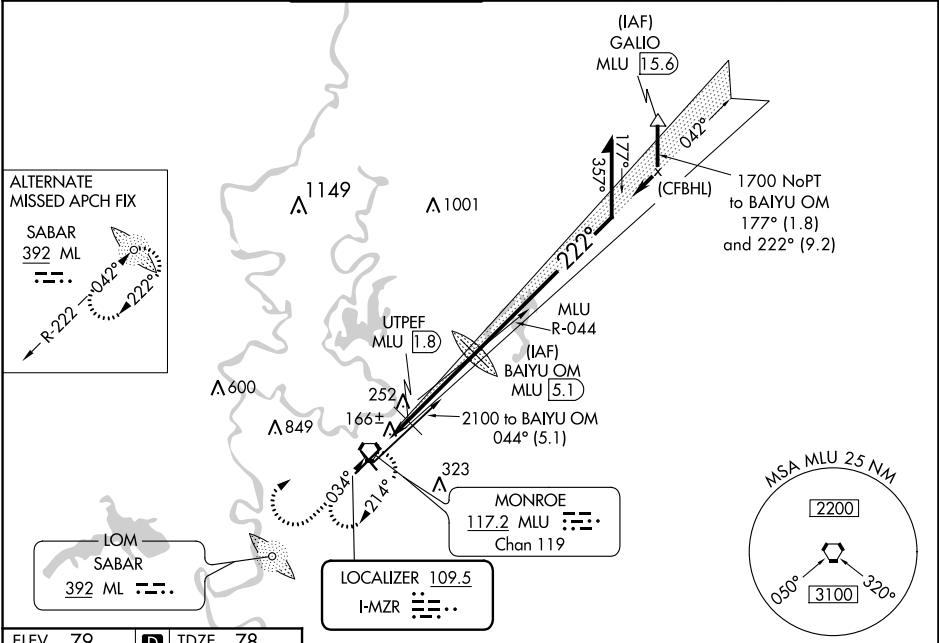 (IAF)
GALIO
MLU 15.6
042°
177°
357°
(CFBHL)
1700 NoPT
to BAIYU OM
177° (1.8)
and 222° (9.2)
ALTERNATE
MISSED APCH FIX
SABAR
392 ML
042°
222°
R-222
1149
1001
222°
MLU
R-044
UTPEF
MLU 1.8
(IAF)
BAIYU OM
MLU 5.1
600
252
849
166±
2100 to BAIYU OM
044° (5.1)
323
034°
214°
MONROE
117.2 MLU
Chan 119
LOM
SABAR
392 ML
LOCALIZER 109.5
I-MZR
MSA MLU 25 NM
2200
050°
320°
3100
ELEV 79 D TDZE 78